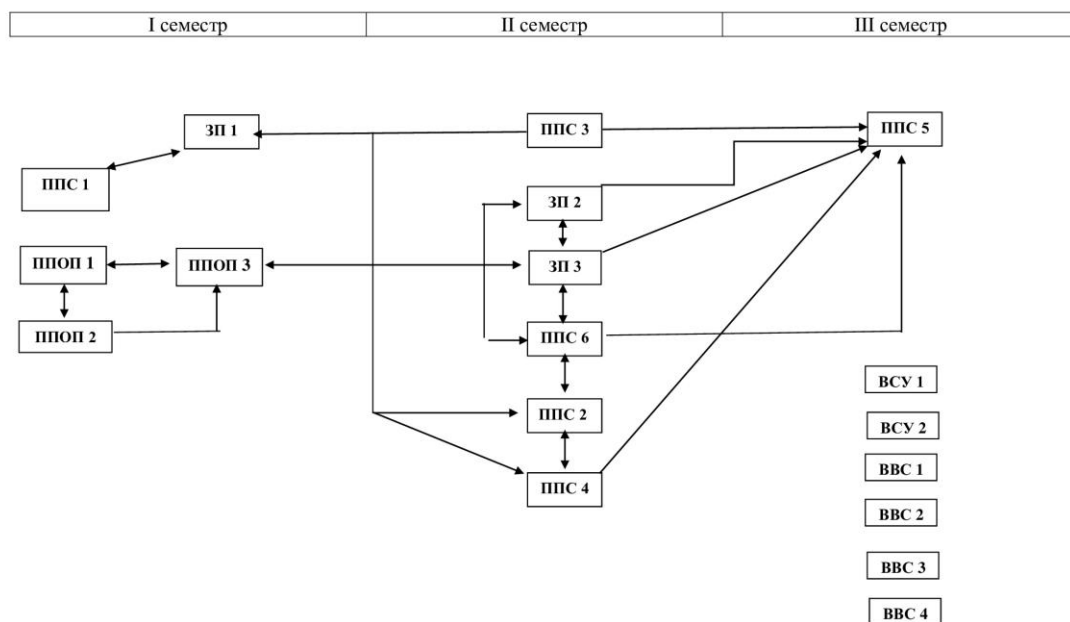 I семестр II семестр III семестр
ЗП 1 ППС 3 ППС 5
ППС 1
ЗП 2
ППОП 1 ППОП 3 ЗП 3
ППОП 2 ППС 6
ВСУ 1
ППС 2
ВСУ 2
ВВС 1
ППС 4
ВВС 2
ВВС 3
ВВС 4